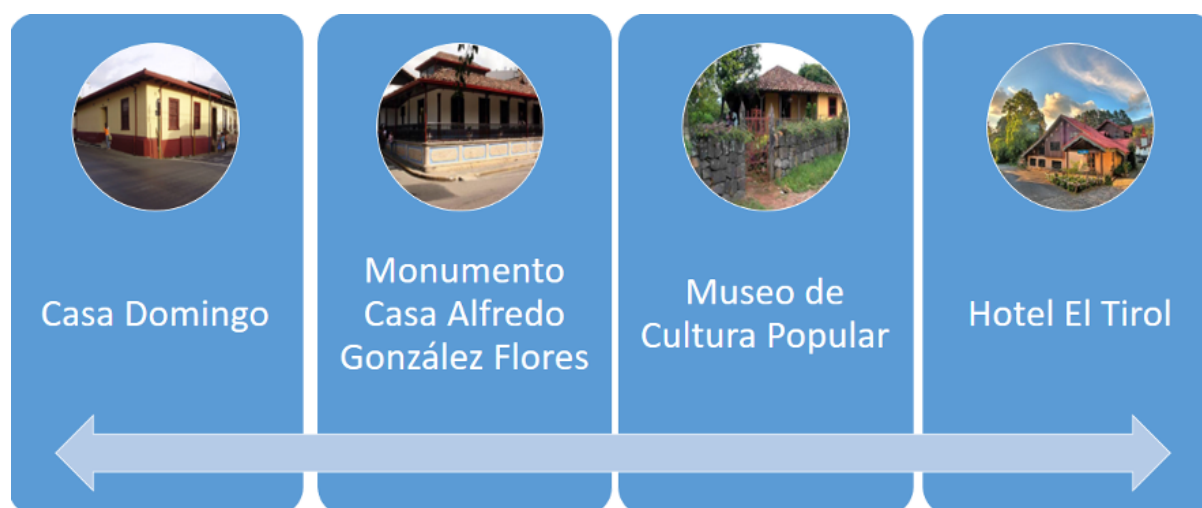 Casa Domingo
Monumento
Casa Alfredo
González Flores
Museo de
Cultura Popular
Hotel El Tirol